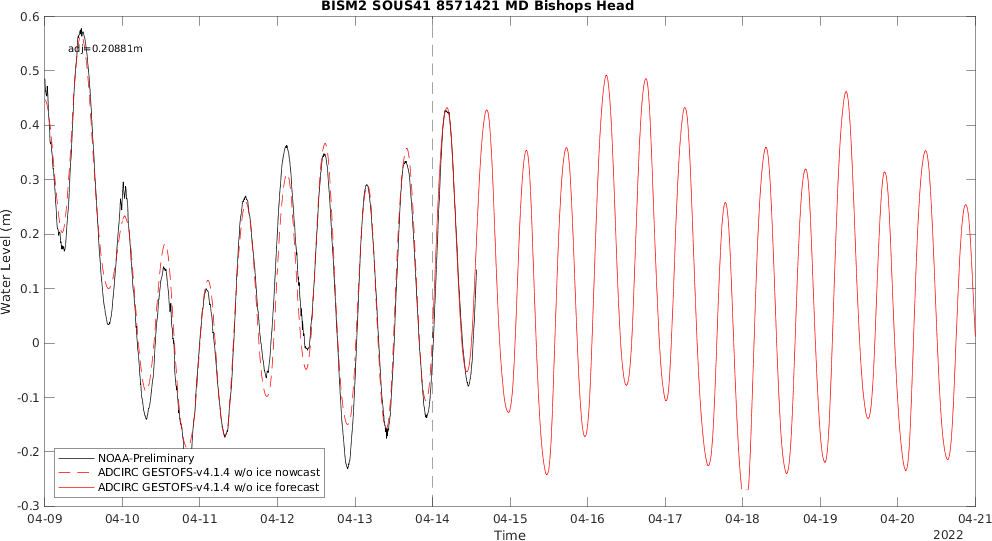 BISM2 SOUS41 8571421 MD Bishops Head
adj=0.20881m
Water Level (m)
0.6
0.5
0.4
0.3
0.2
0.1
0
-0.1
-0.2
-0.3
NOAA-Preliminary
ADCIRC GESTOFS-v4.1.4 w/o ice nowcast
ADCIRC GESTOFS-v4.1.4 w/o ice forecast
04-09 04-10 04-11 04-12 04-13 04-14 04-15 04-16 04-17 04-18 04-19 04-20 04-21
Time
2022